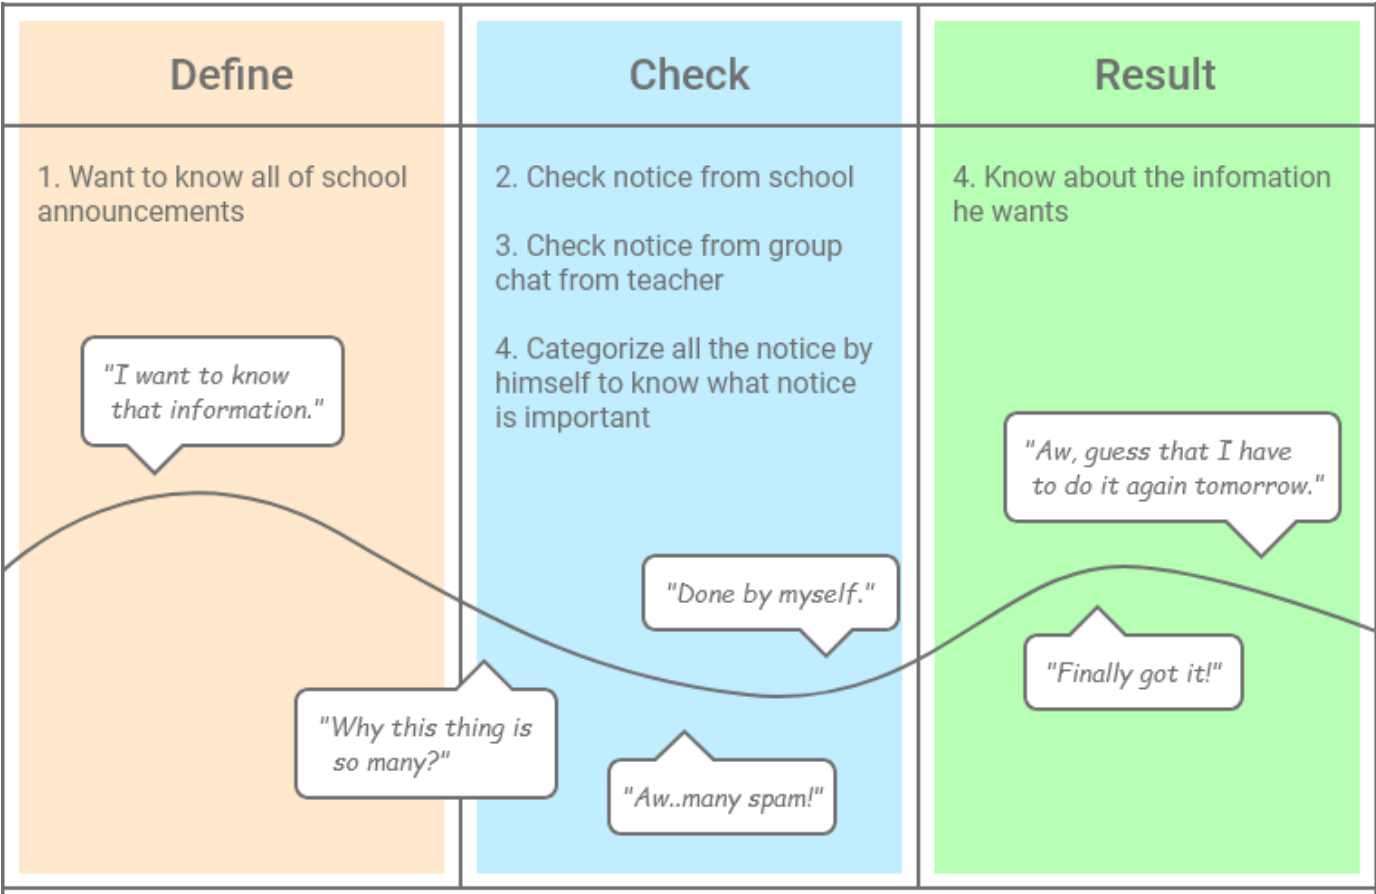 Define
Check
Result
1. Want to know all of school
announcements
2. Check notice from school
3. Check notice from group
chat from teacher
4. Categorize all the notice by
himself to know what notice
is important
4. Know about the infomation
he wants
"I want to know
that information."
"Why this thing is
so many?"
"Done by myself."
"Aw..many spam!"
"Aw, guess that I have
to do it again tomorrow."
"Finally got it!"